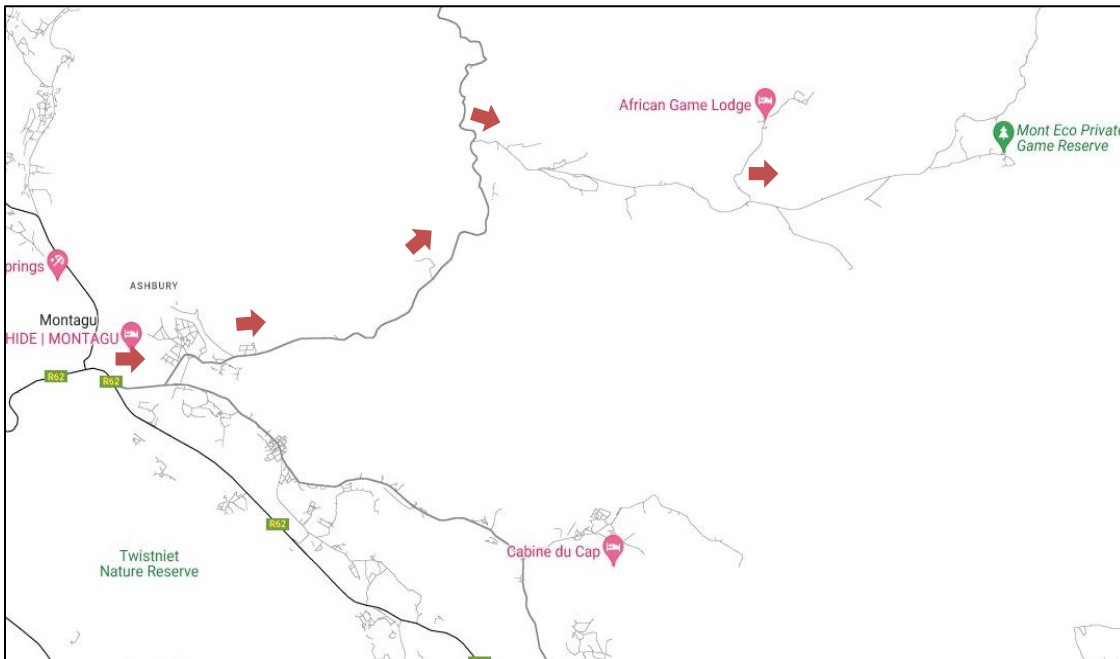 African Game Lodge
Mont Eco Private
Game Reserve
prings
ASHBURY
Montagu
HIDE | MONTAGU
R62
R62
R62
Cabine du Cap
Twistniet
Nature Reserve